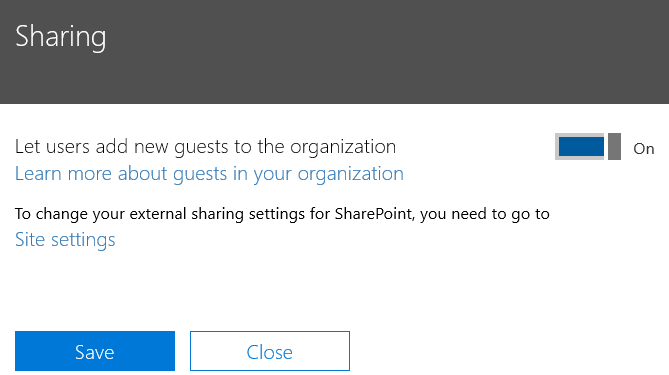 Sharing
Let users add new guests to the organization
On
Learn more about guests in your organization
To change your external sharing settings for SharePoint, you need to go to
Site settings
Save
Close